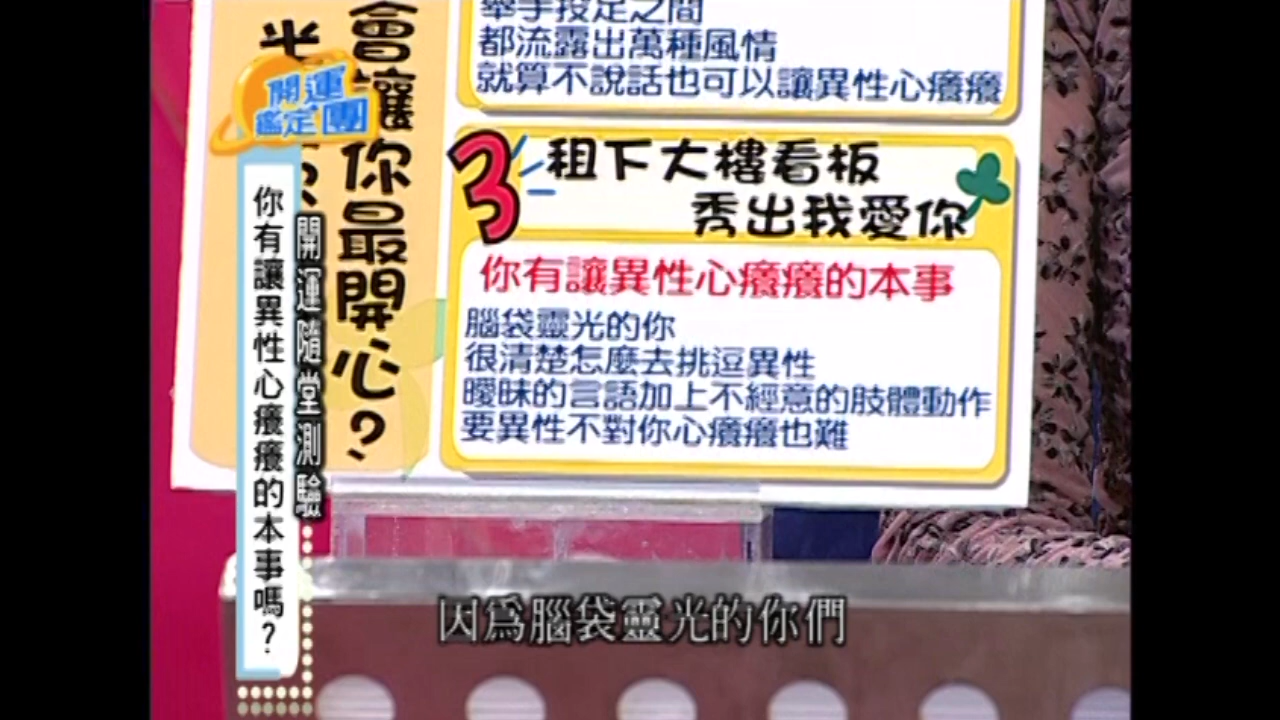 舉手投足之間
都流露出萬種風情
就算不說話也可以讓異性心癢癢
3
租下大樓看板
秀出我愛你
你有讓異性心癢癢的本事
腦袋靈光的你
很清楚怎麼去挑逗異性
曖昧的言語加上不經意的肢體動作
要異性不對你心癢癢也難
會讓你最開心?
開運
鑑定團
開運隨堂測驗
你有讓異性心癢癢的本事嗎?
因為腦袋靈光的你們